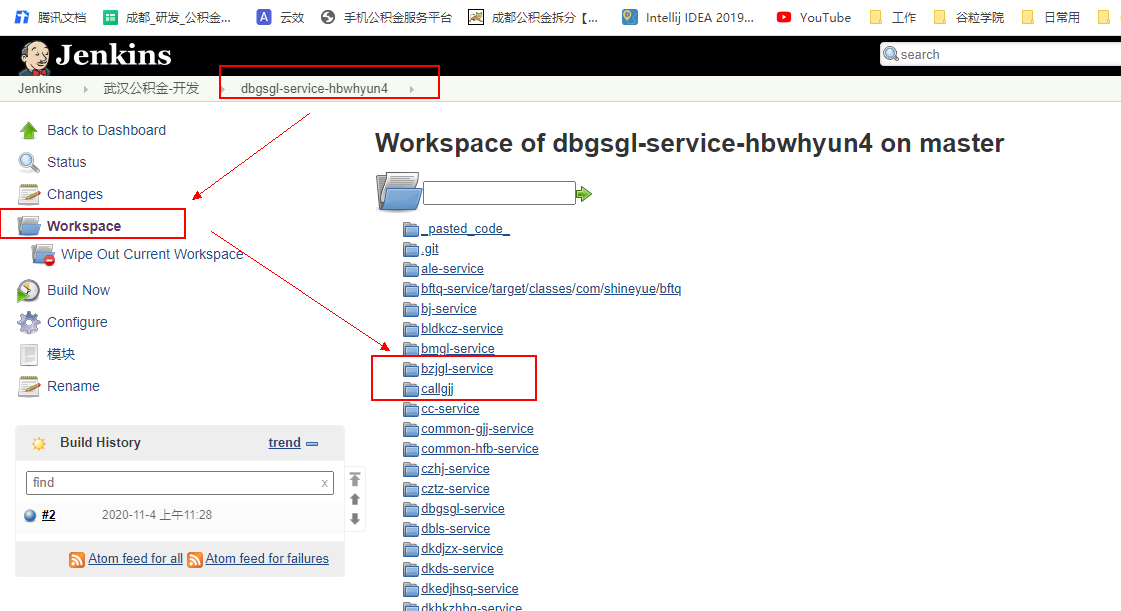 腾讯文档 成都_研发_公积金... 云效 手机公积金服务平台 成都公积金拆分【... Intellij IDEA 2019... YouTube 工作 谷粒学院 日常用
Jenkins
search
Jenkins 武汉公积金-开发 dbgsgl-service-hbwhyun4
Back to Dashboard
Status
Changes
Workspace
Wipe Out Current Workspace
Build Now
Configure
模块
Rename
Build History trend
find x
#2 2020-11-4 上午11:28
Atom feed for all Atom feed for failures
Workspace of dbgsgl-service-hbwhyun4 on master
_pasted_code_
.git
ale-service
bftq-service/target/classes/com/shineyue/bftq
bj-service
bldkcz-service
bmgl-service
bzjgl-service
callgjj
cc-service
common-gjj-service
common-hfb-service
czhj-service
cztz-service
dbgsgl-service
dbls-service
dkdjzx-service
dkds-service
dkedjhsq-service
dkhkzhbg-service